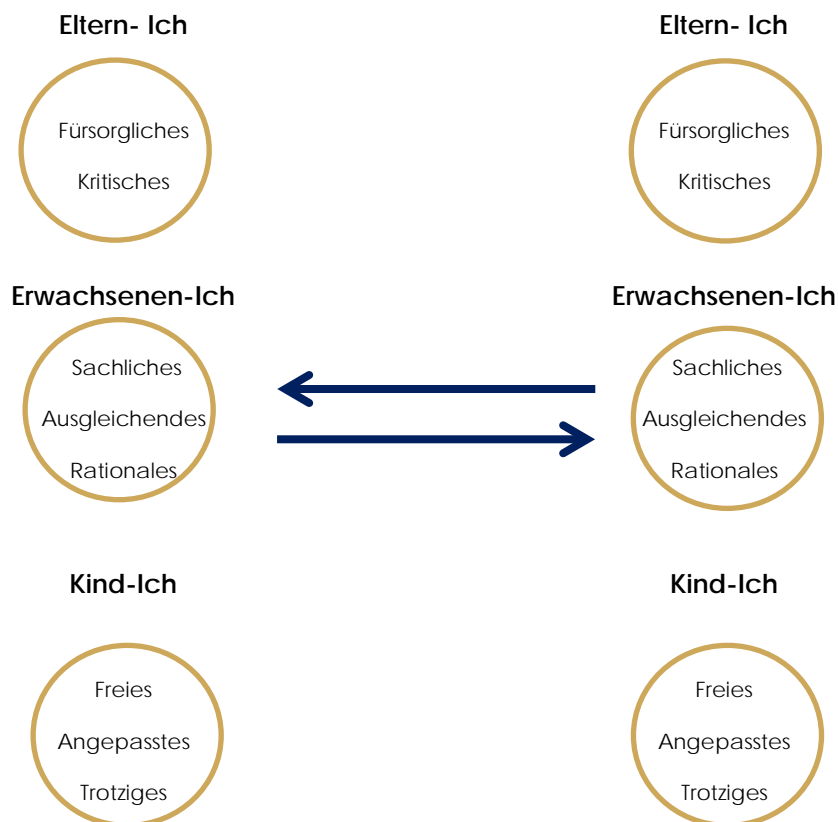 Eltern- Ich
Fürsorgliches
Kritisches
Erwachsenen-Ich
Sachliches
Ausgleichendes
Rationales
Kind-Ich
Freies
Angepasstes
Trotziges
Eltern- Ich
Fürsorgliches
Kritisches
Erwachsenen-Ich
Sachliches
Ausgleichendes
Rationales
Kind-Ich
Freies
Angepasstes
Trotziges